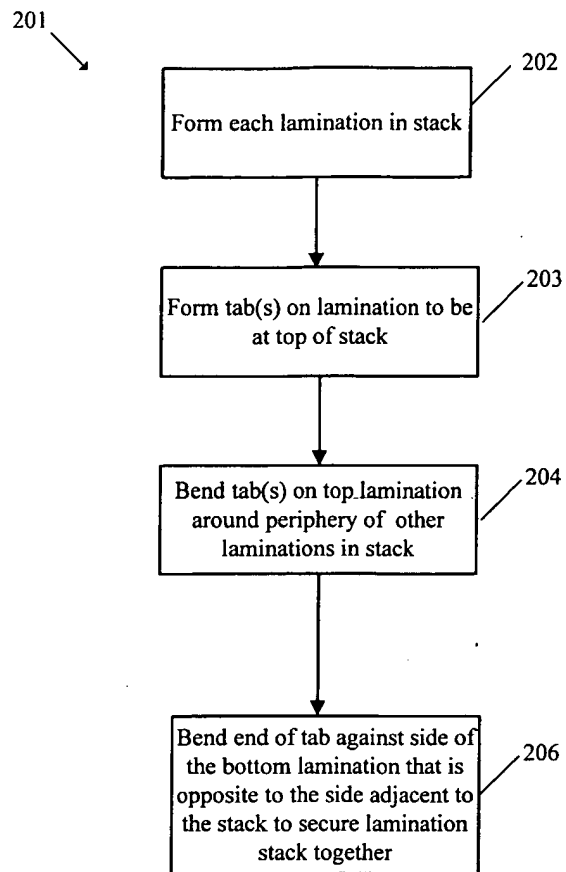 201
202
Form each lamination in stack
203
Form tab(s) on lamination to be
at top of stack
204
Bend tab(s) on top lamination
around periphery of other
laminations in stack
206
Bend end of tab against side of
the bottom lamination that is
opposite to the side adjacent to
the stack to secure lamination
stack together